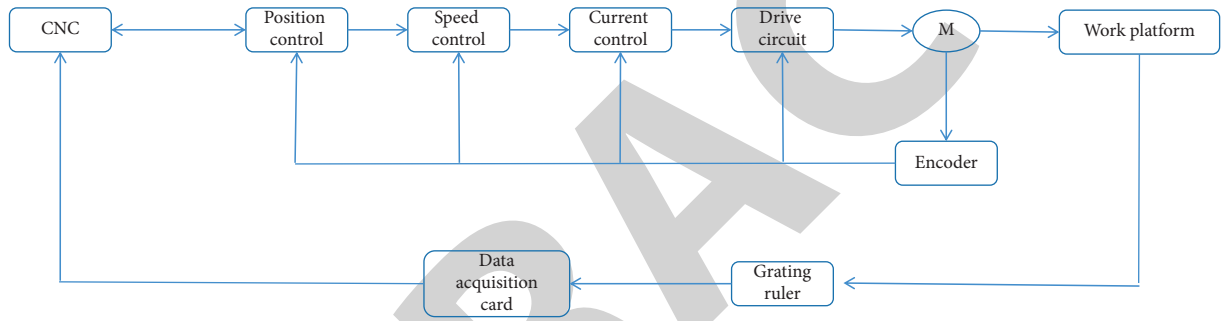 CNC
Position
control
Speed
control
Current
control
Drive
circuit
M
Work platform
Encoder
Data
acquisition
card
Grating
ruler